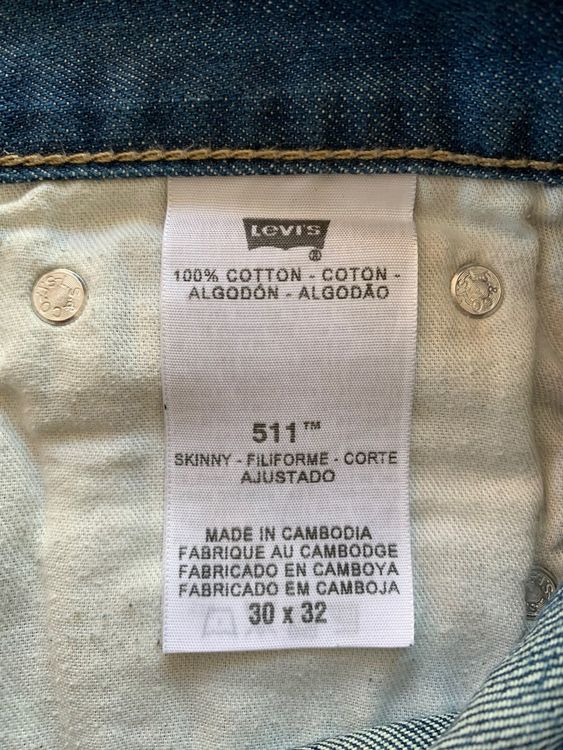 Levi's
®
100% COTTON - COTON -
ALGODÓN - ALGODÃO
511™
SKINNY - FILIFORME - CORTE
AJUSTADO
MADE IN CAMBODIA
FABRIQUE AU CAMBODGE
FABRICADO EN CAMBOYA
FABRICADO EM CAMBOJA
30 x 32